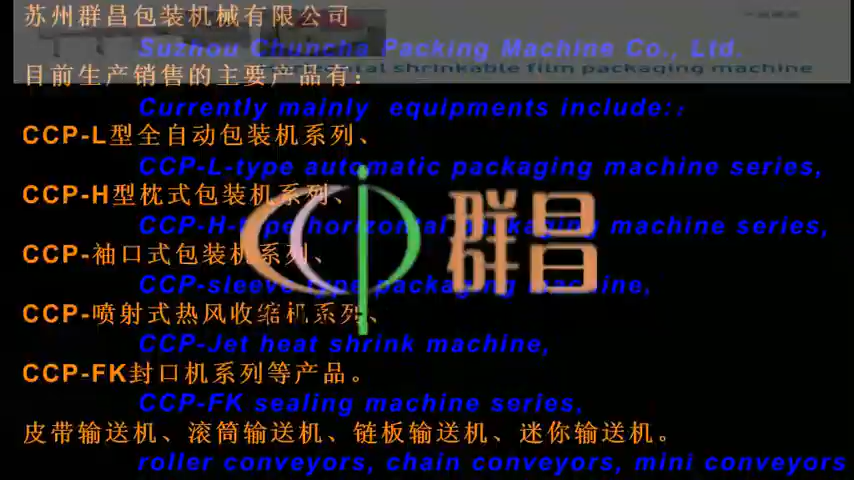 苏州群昌包装机械有限公司
Suzhou Chuncha Packing Machine Co., Ltd.
shrinkable film packaging machine
目前生产销售的主要产品有：
Currently mainly equipments include:：
CCP-L型全自动包装机系列、
CCP-L-type automatic packaging machine series,
CCP-H型枕式包装机系列、
CCP-H-type horizontal packaging machine series,
群昌
CCP-袖口式包装机系列、
CCP-sleeve type packaging machine,
CCP-喷射式热风收缩机系列、
CCP-Jet heat shrink machine,
CCP-FK封口机系列等产品。
CCP-FK sealing machine series,
皮带输送机、滚筒输送机、链板输送机、迷你输送机。
roller conveyors, chain conveyors, mini conveyors